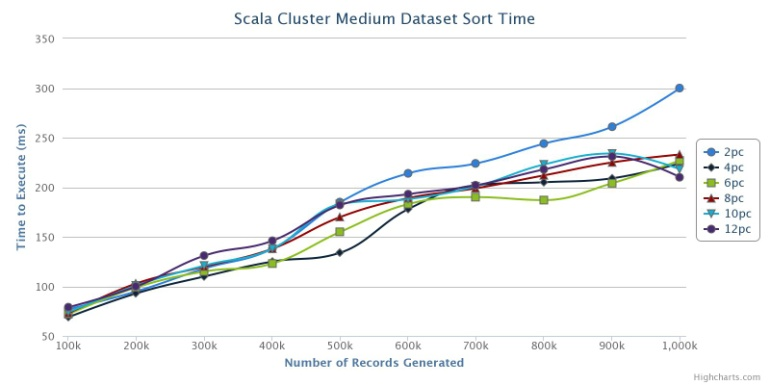 Scala Cluster Medium Dataset Sort Time
Time to Execute (ms)
350
300
250
200
150
100
50
100k 200k 300k 400k 500k 600k 700k 800k 900k 1,000k
Number of Records Generated
2pc
4pc
6pc
8pc
10pc
12pc
Highcharts.com